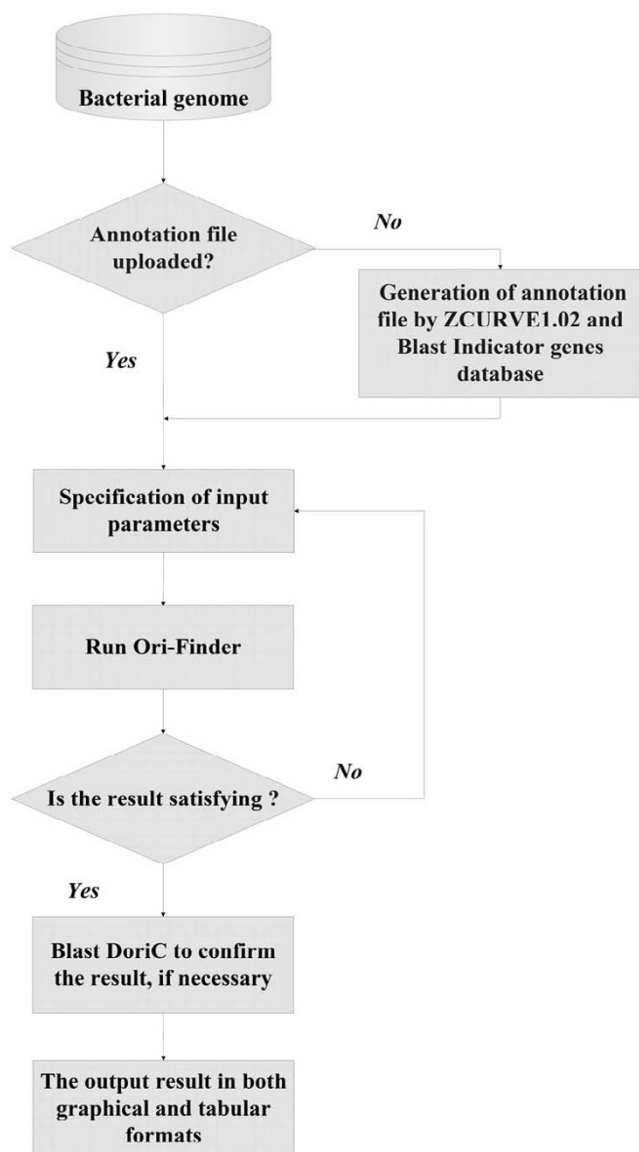 Bacterial genome
Annotation file
uploaded?
No
Generation of annotation
file by ZCURVE1.02 and
Blast Indicator genes
database
Yes
Specification of input
parameters
Run Ori-Finder
Is the result satisfying ?
No
Yes
Blast DoriC to confirm
the result, if necessary
The output result in both
graphical and tabular
formats